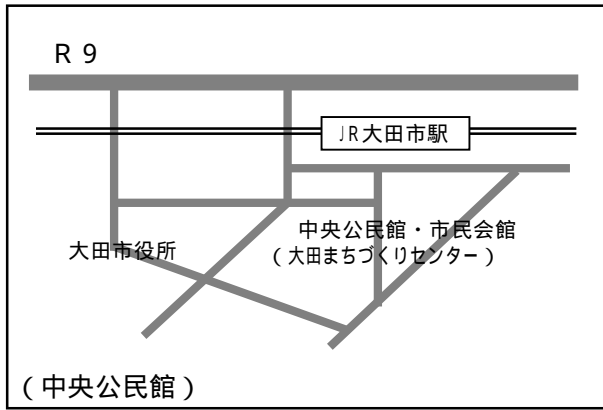 R9
JR大田市駅
中央公民館・市民会館
大田市役所
(大田まちづくりセンター)
(中央公民館)